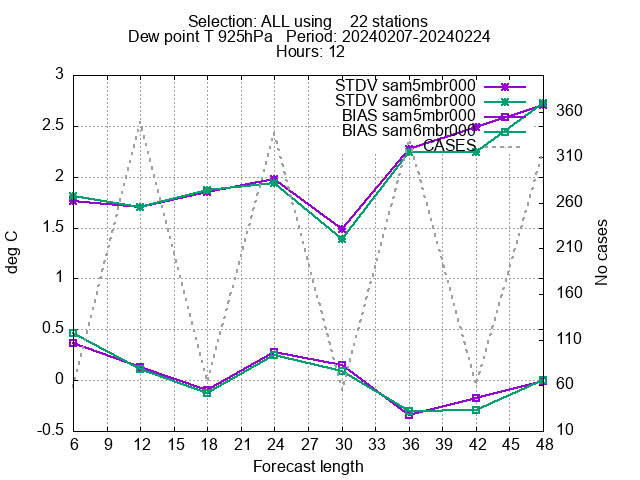 Selection: ALL using    22 stations
Dew point T 925hPa   Period: 20240207-20240224
Hours: 12
STDV sam5mbr000
STDV sam6mbr000
BIAS sam5mbr000
BIAS sam6mbr000
CASES
3
2.5
2
1.5
1
0.5
0
-0.5
deg C
360
310
260
210
160
110
60
10
No cases
6 9 12 15 18 21 24 27 30 33 36 39 42 45 48
Forecast length